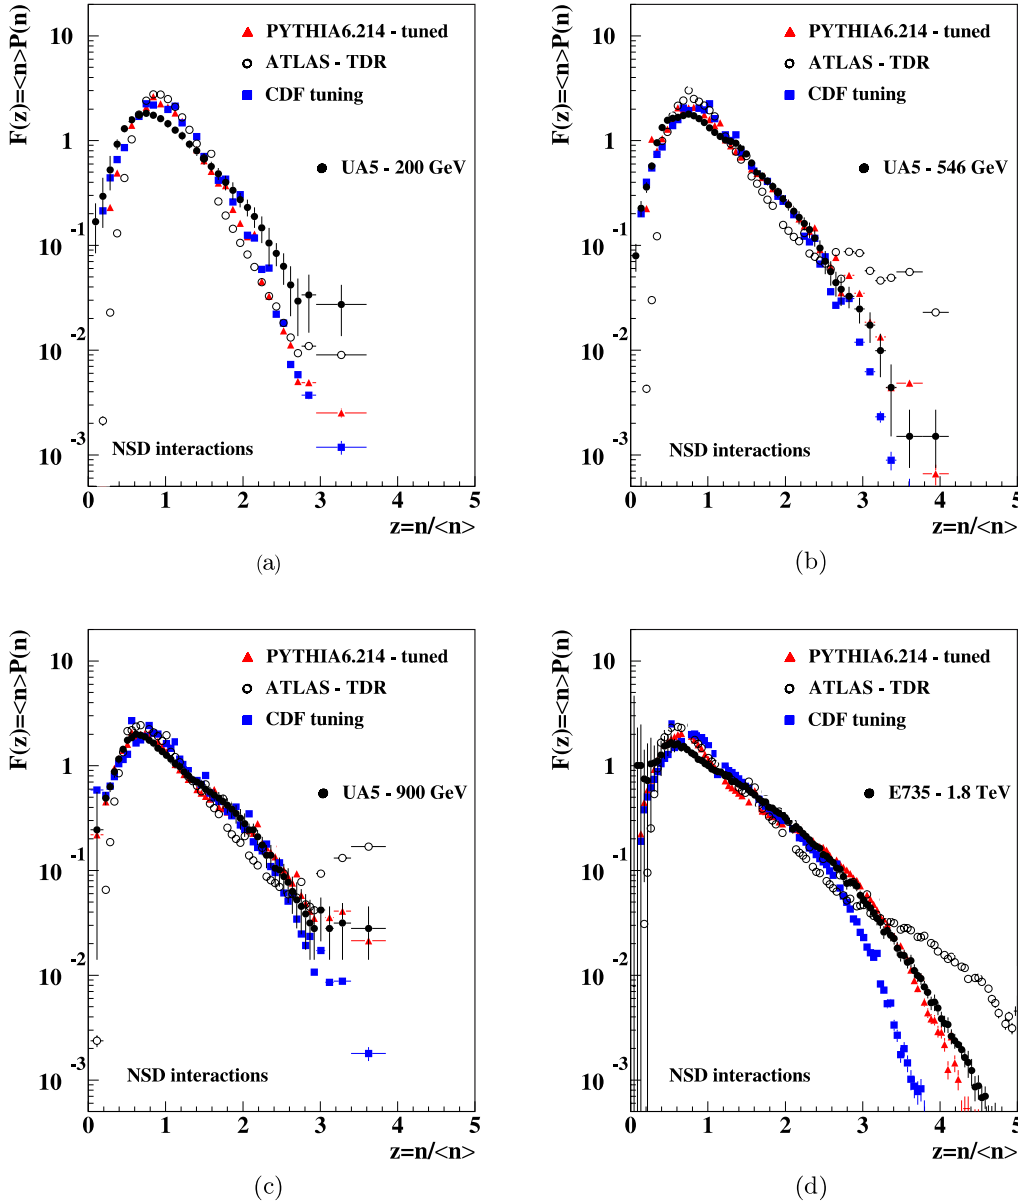 F(z)=<n>P(n)
10
1
10 -1
10 -2
10 -3
PYTHIA6.214 - tuned
ATLAS - TDR
CDF tuning
UA5 - 200 GeV
NSD interactions
0 1 2 3 4 5
z=n/<n>
(a)
F(z)=<n>P(n)
10
1
10 -1
10 -2
10 -3
PYTHIA6.214 - tuned
ATLAS - TDR
CDF tuning
UA5 - 546 GeV
NSD interactions
0 1 2 3 4 5
z=n/<n>
(b)
F(z)=<n>P(n)
10
1
10 -1
10 -2
10 -3
PYTHIA6.214 - tuned
ATLAS - TDR
CDF tuning
UA5 - 900 GeV
NSD interactions
0 1 2 3 4 5
z=n/<n>
(c)
F(z)=<n>P(n)
10
1
10 -1
10 -2
10 -3
PYTHIA6.214 - tuned
ATLAS - TDR
CDF tuning
E735 - 1.8 TeV
NSD interactions
0 1 2 3 4 5
z=n/<n>
(d)